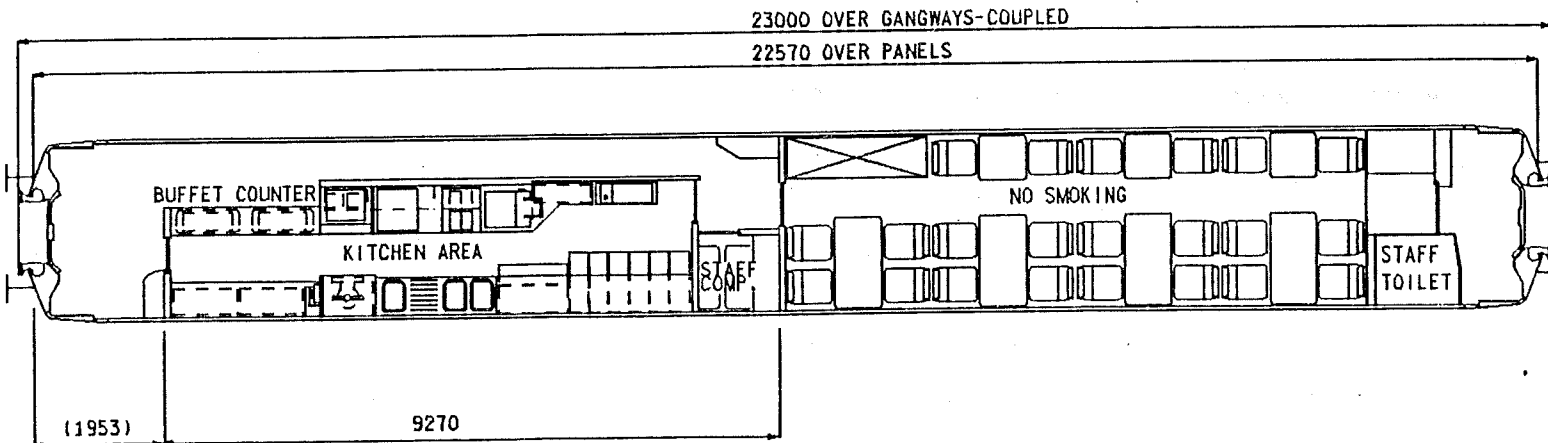 23000 OVER GANGWAYS-COUPLED
22570 OVER PANELS
BUFFET COUNTER
NO SMOKING
KITCHEN AREA
STAFF
COMP
STAFF
TOILET
(1953)
9270